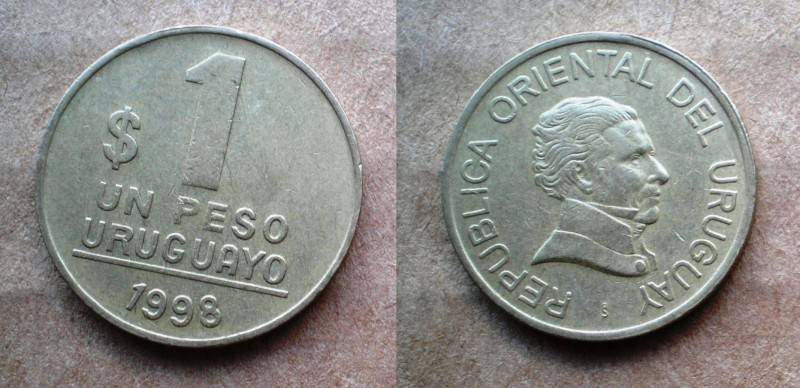 $ 1
UN PESO
URUGUAYO
1998
REPUBLICA ORIENTAL DEL URUGUAY
S